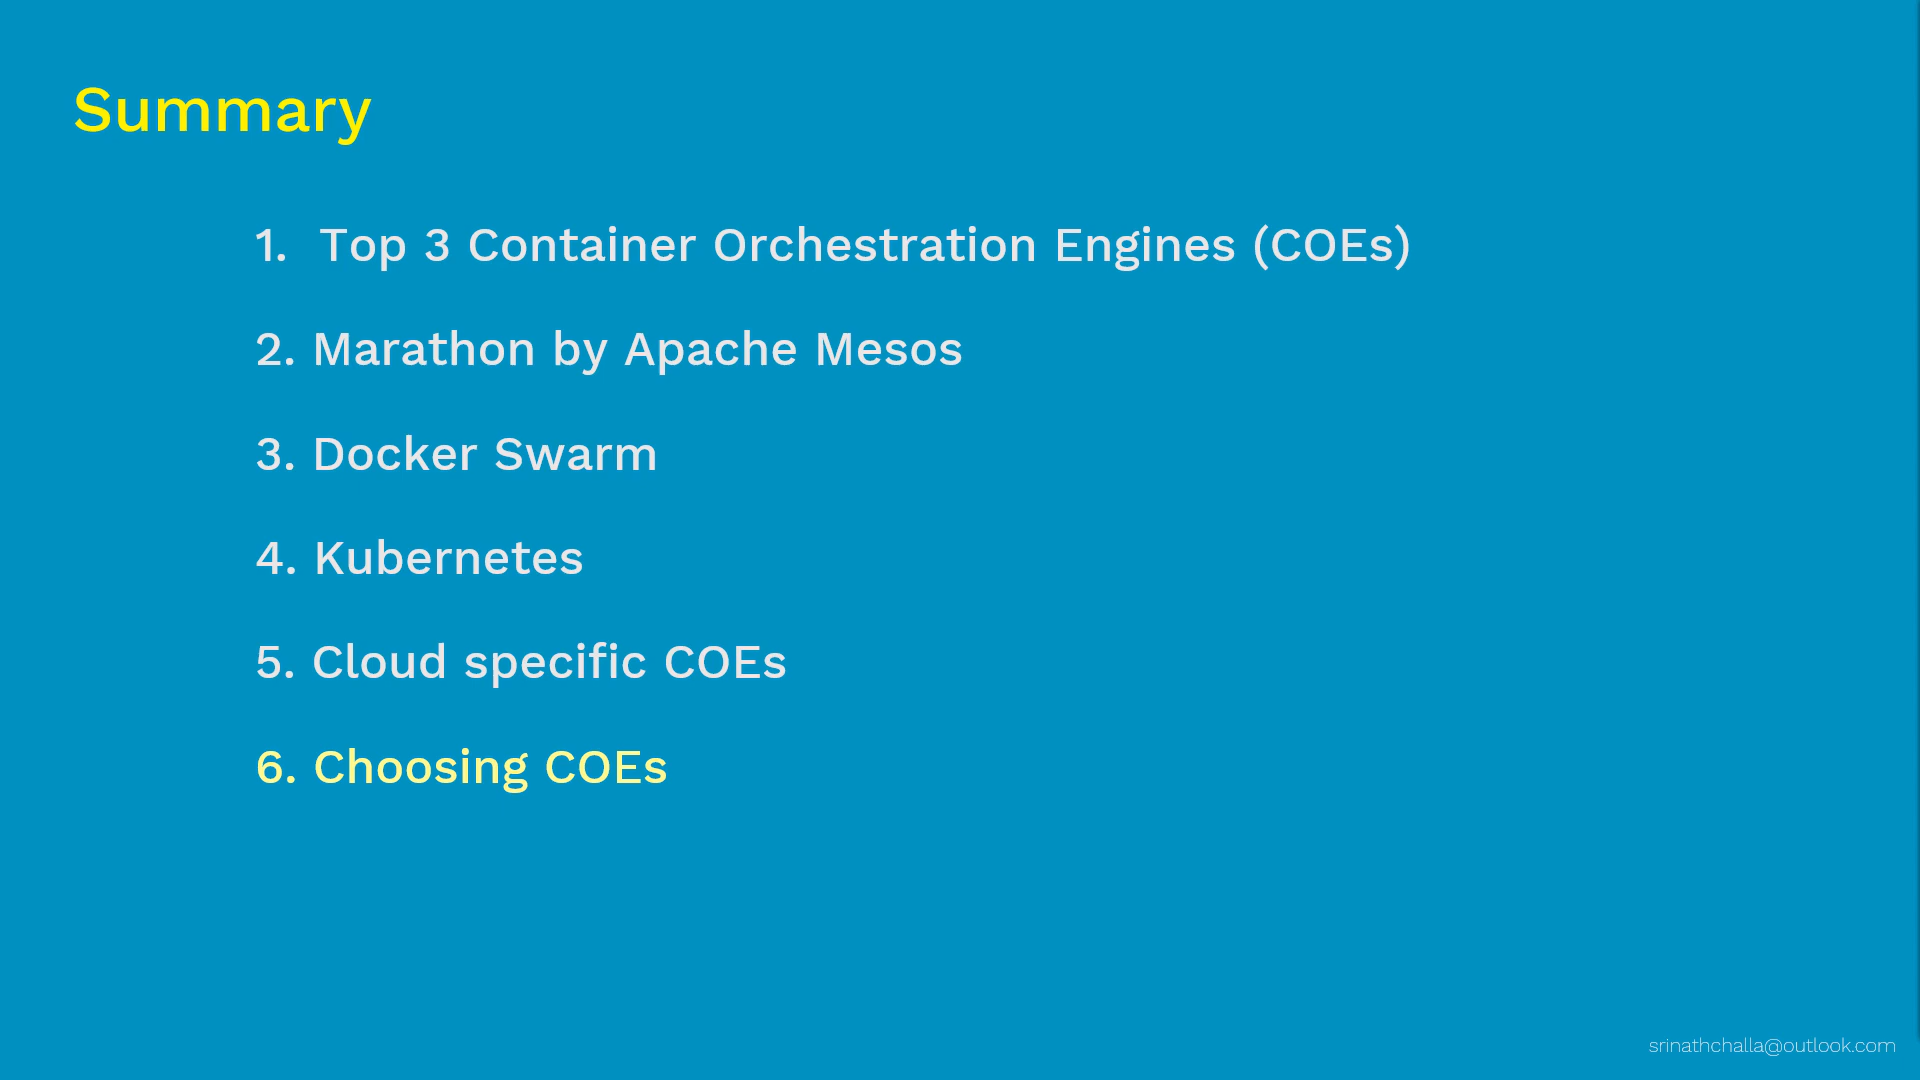 Summary
1. Top 3 Container Orchestration Engines (COEs)
2. Marathon by Apache Mesos
3. Docker Swarm
4. Kubernetes
5. Cloud specific COEs
6. Choosing COEs
srinathchalla@outlook.com